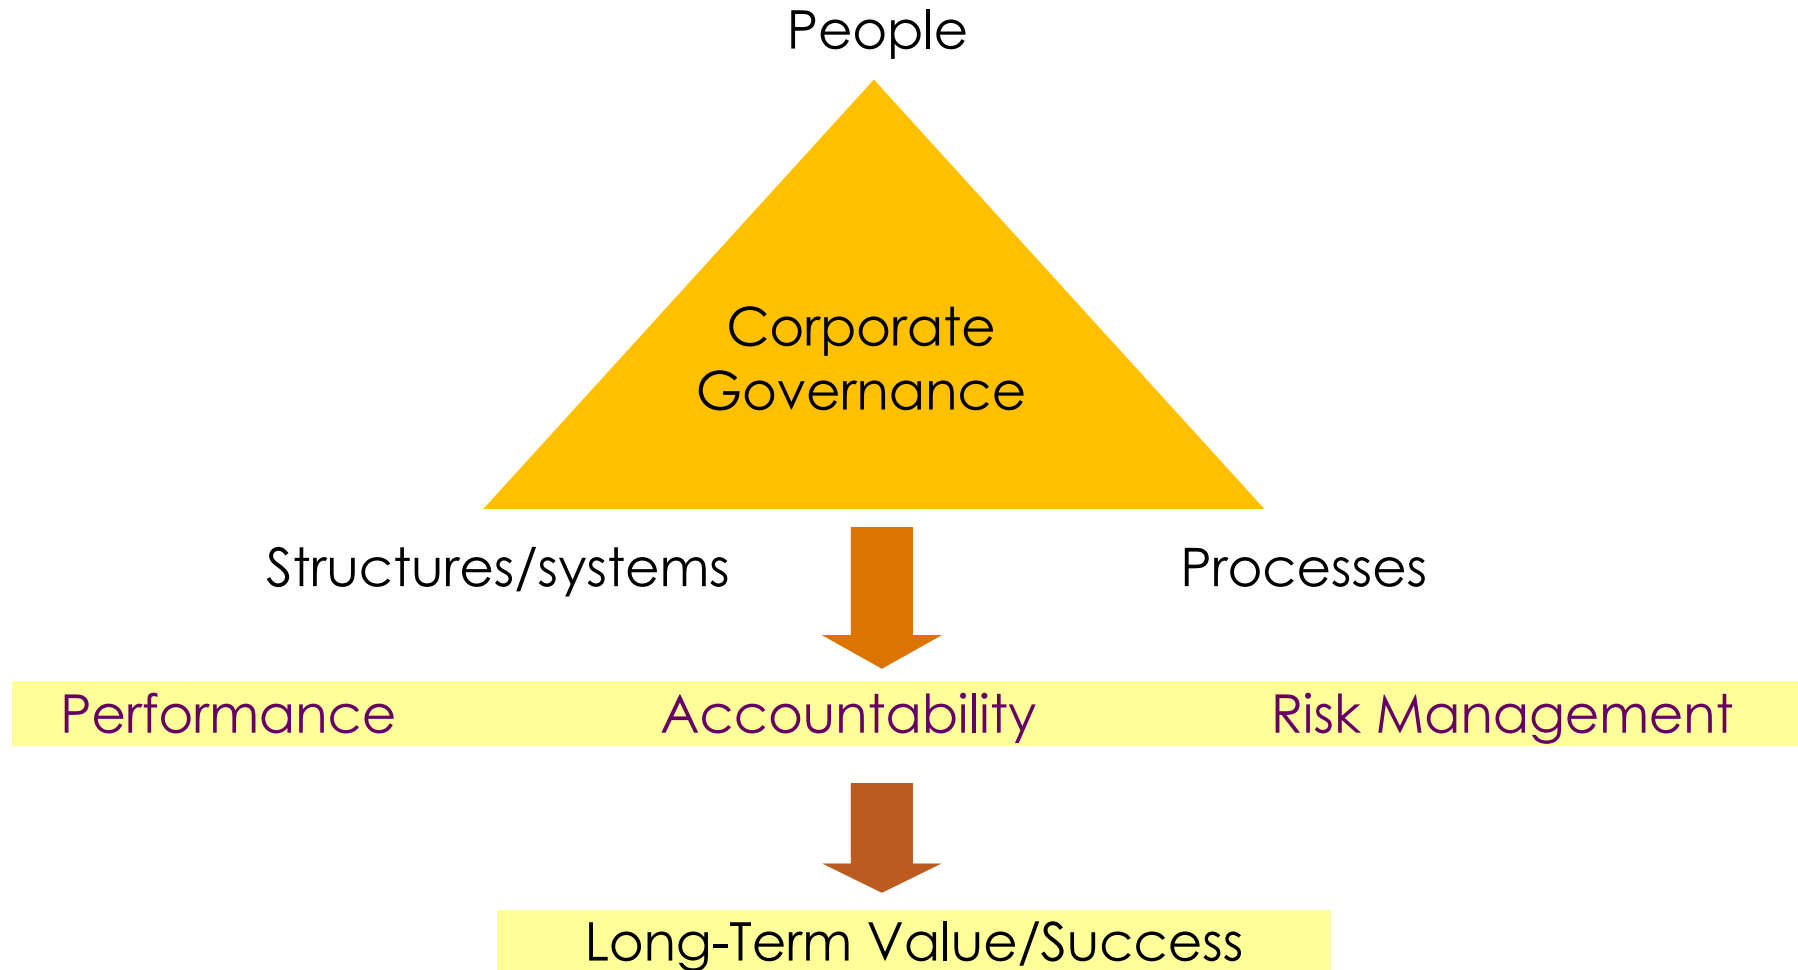 People
Corporate
Governance
Structures/systems
Processes
Performance
Accountability
Risk Management
Long-Term Value/Success